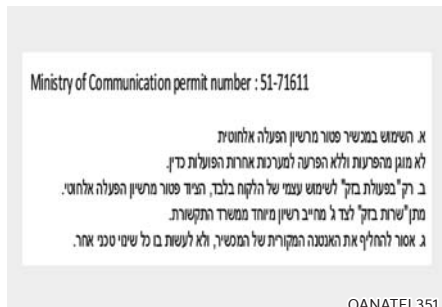 Ministry of Communication permit number : 51-71611
א. השימוש במכשיר פטור מרשיון הפעלה אלחוטית
לא מוגן מהפרעות וללא הפרעה למערכות אחרות הפועלות כדין.
ב. רק "בפעולת בזק" לשימוש עצמי של הלקוח בלבד, הציוד פטור מרשיון הפעלה אלחוטי.
מתן "שרות בזק" לצד ג' מחייב רשיון מיוחד ממשרד התקשורת.
ג. אסור להחליף את האנטנה המקורית של המכשיר, ולא לעשות בו כל שינוי טכני אחר.
OANATEL351